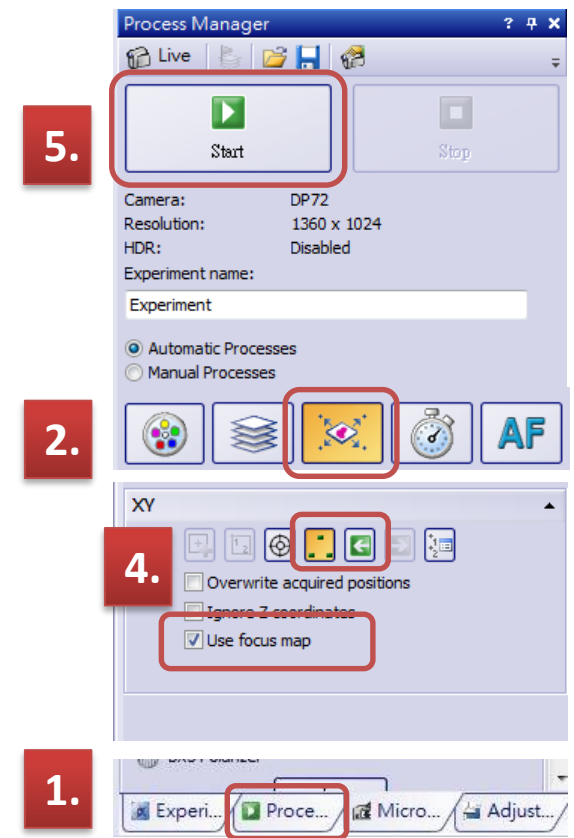 Process Manager
Live
5.
Start
Stop
Camera: DP72
Resolution: 1360 x 1024
HDR: Disabled
Experiment name:
Experiment
Automatic Processes
Manual Processes
2.
AF
XY
4.
Overwrite acquired positions
Ignore Z coordinates
Use focus map
1.
Experi...
Proce...
Micro...
Adjust...